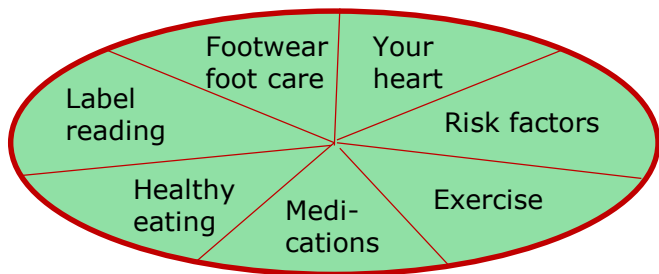 Footwear
foot care
Your
heart
Label
reading
Risk factors
Healthy
eating
Medi-
cations
Exercise